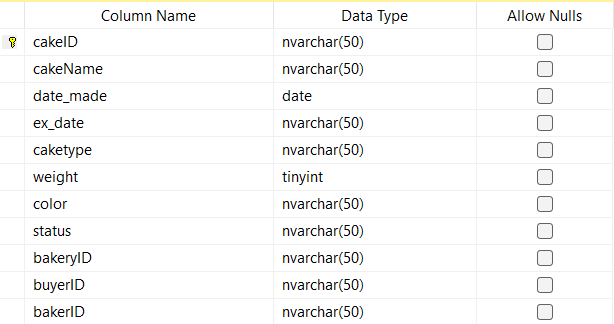 Column Name Data Type Allow Nulls
cakeID nvarchar(50)
cakeName nvarchar(50)
date_made date
ex_date nvarchar(50)
caketype nvarchar(50)
weight tinyint
color nvarchar(50)
status nvarchar(50)
bakeryID nvarchar(50)
buyerID nvarchar(50)
bakerID nvarchar(50)